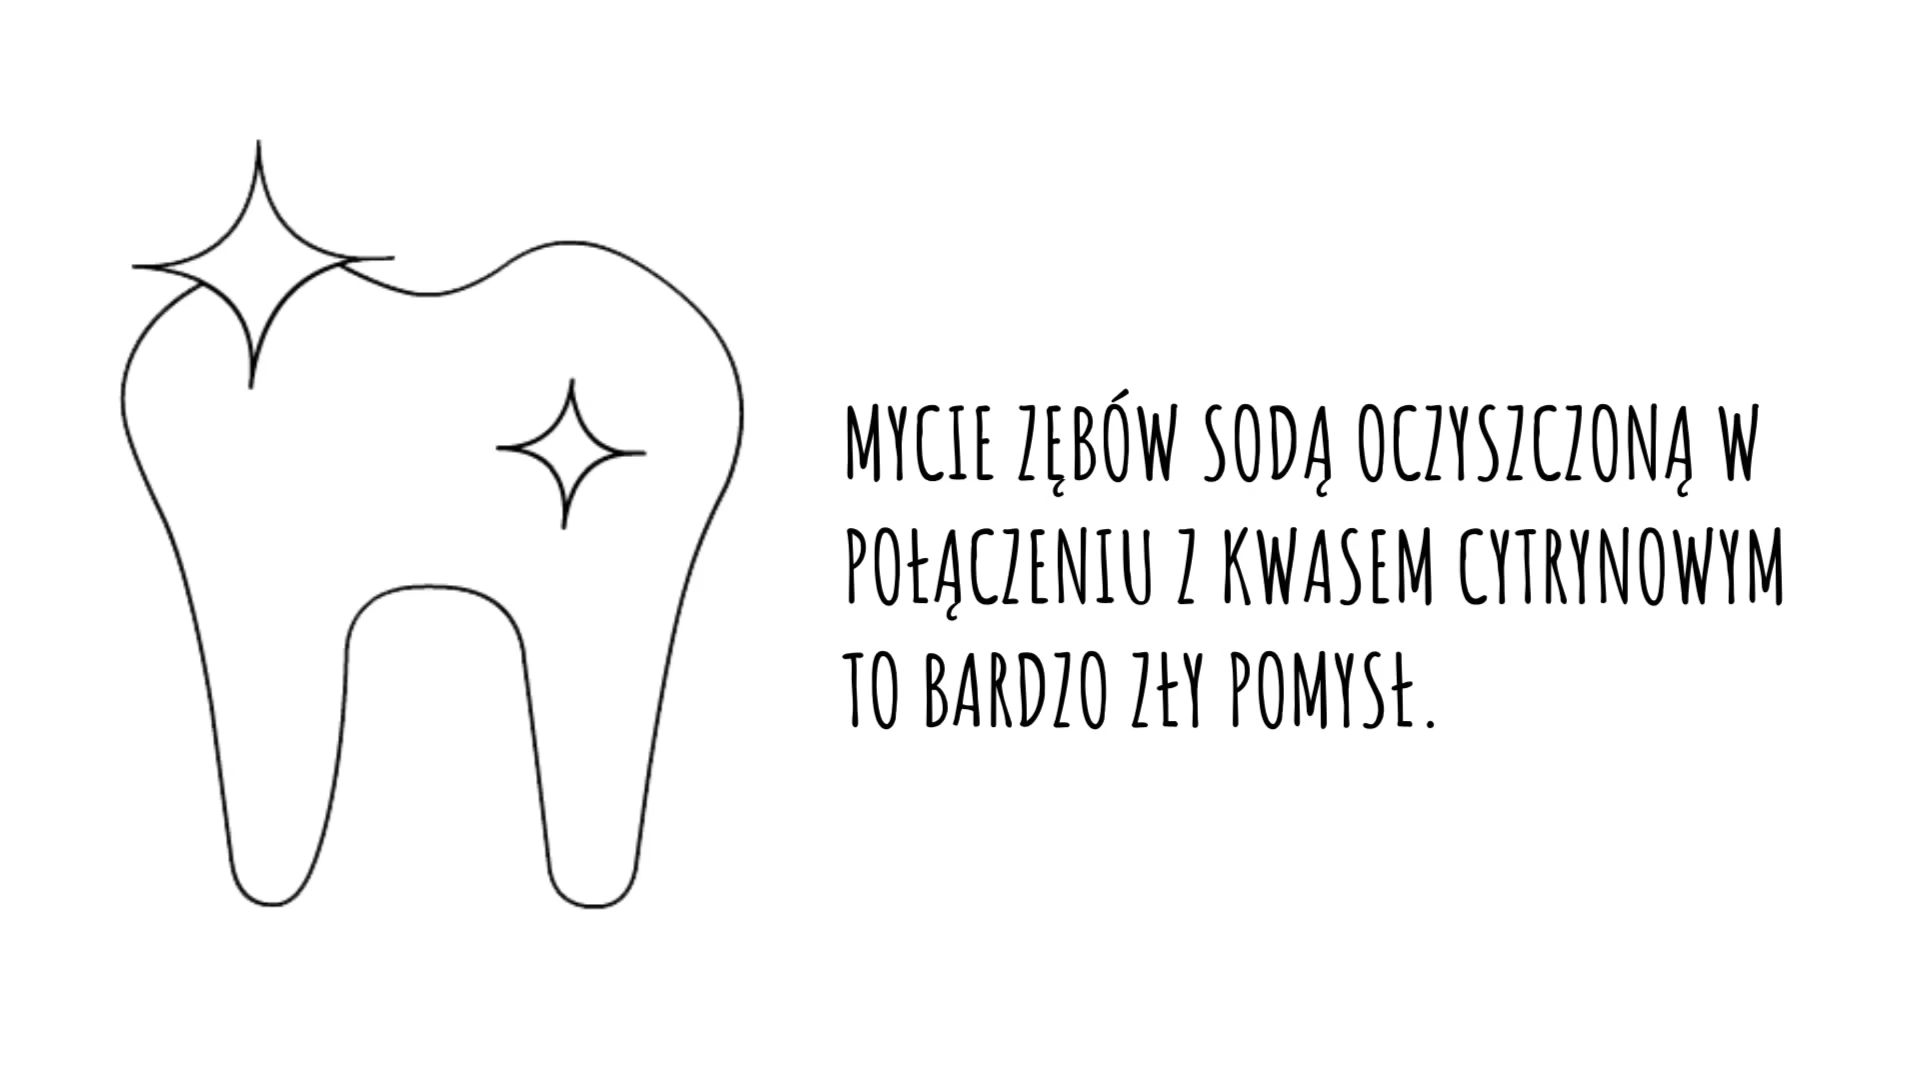 MYCIE ZĘBÓW SODĄ OCZYSZCZONĄ W
POŁĄCZENIU Z KWASEM CYTRYNOWYM
TO BARDZO ZŁY POMYSŁ.